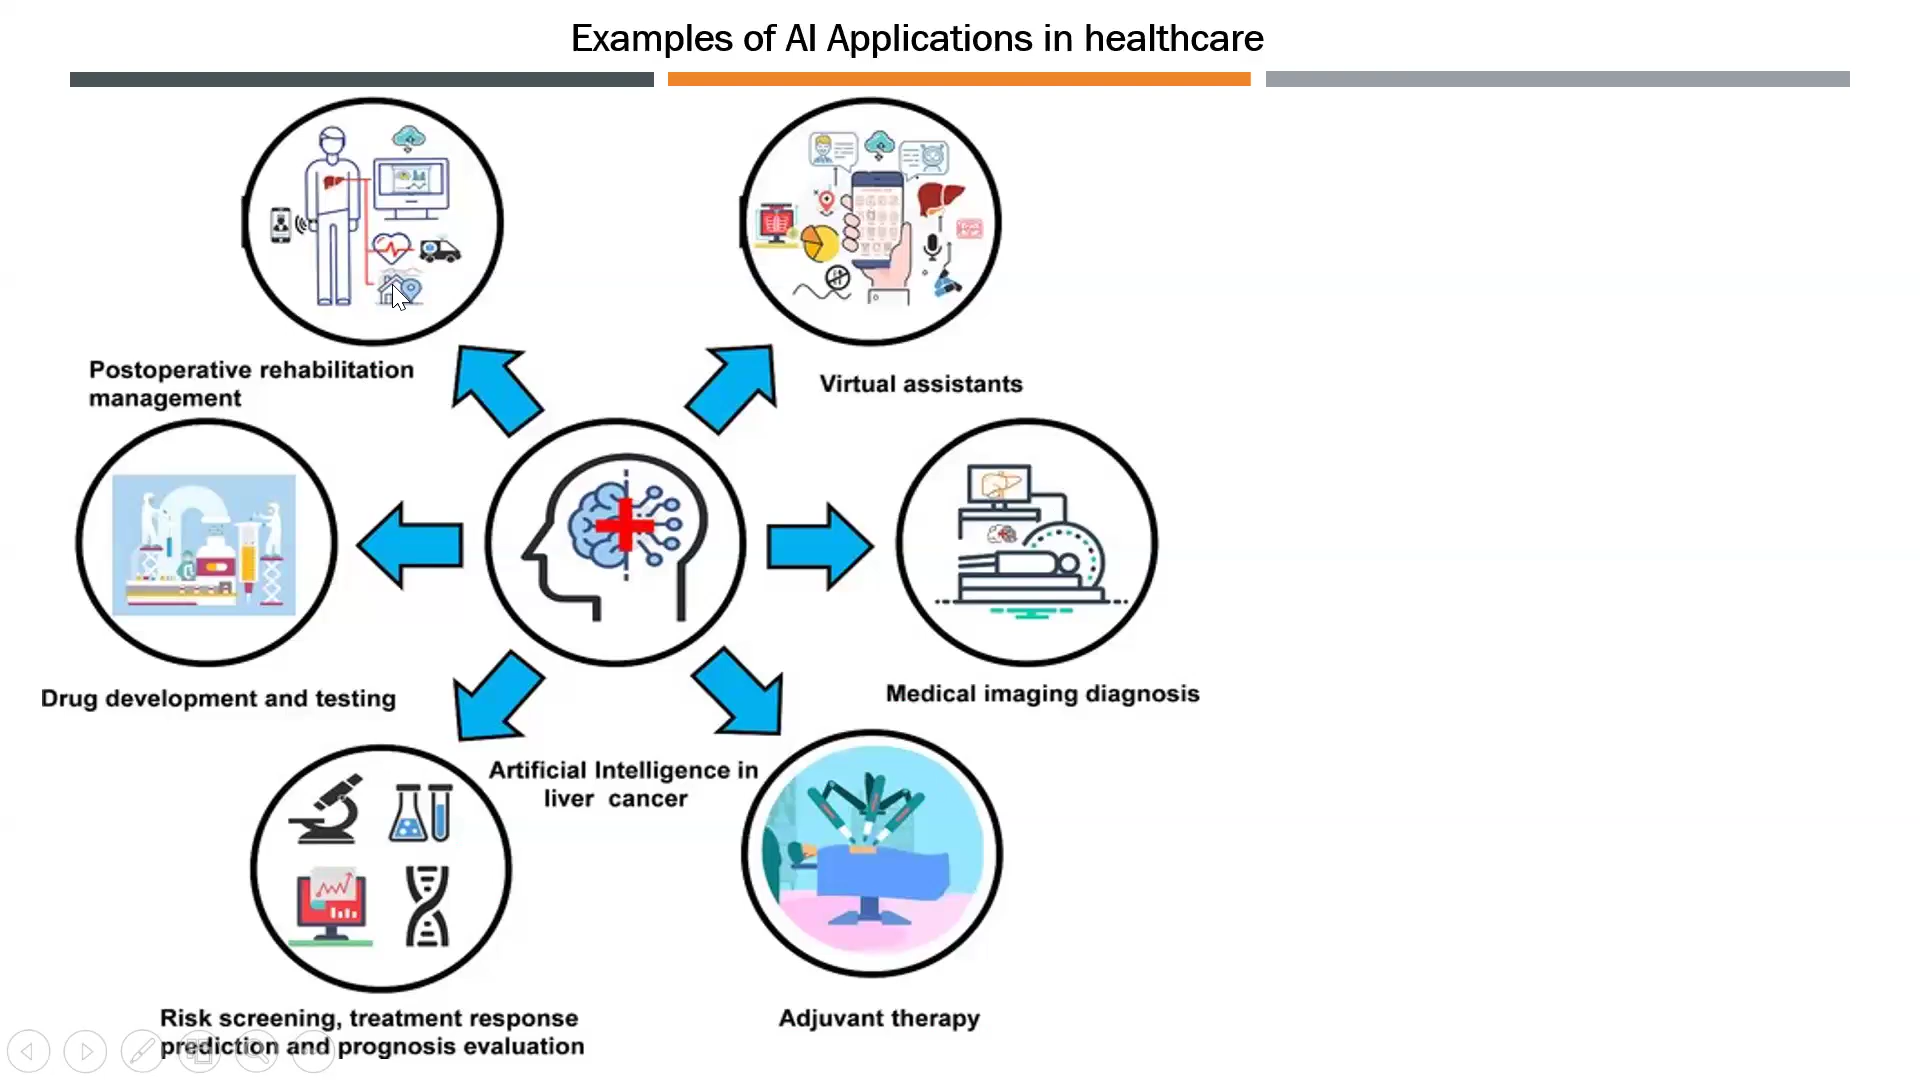 Examples of AI Applications in healthcare
Postoperative rehabilitation
management
Virtual assistants
Drug development and testing
Medical imaging diagnosis
Artificial Intelligence in
liver cancer
Risk screening, treatment response
prediction and prognosis evaluation
Adjuvant therapy